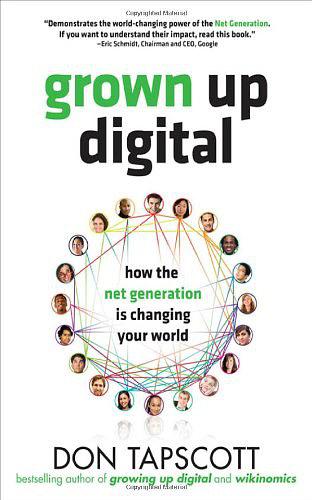 "Demonstrates the world-changing power of the Net Generation.
If you want to understand their impact, read this book."
–Eric Schmidt, Chairman and CEO, Google
grown up
digital
how the
net generation
is changing
your world
DON TAPSCOTT
bestselling author of growing up digital and wikinomics